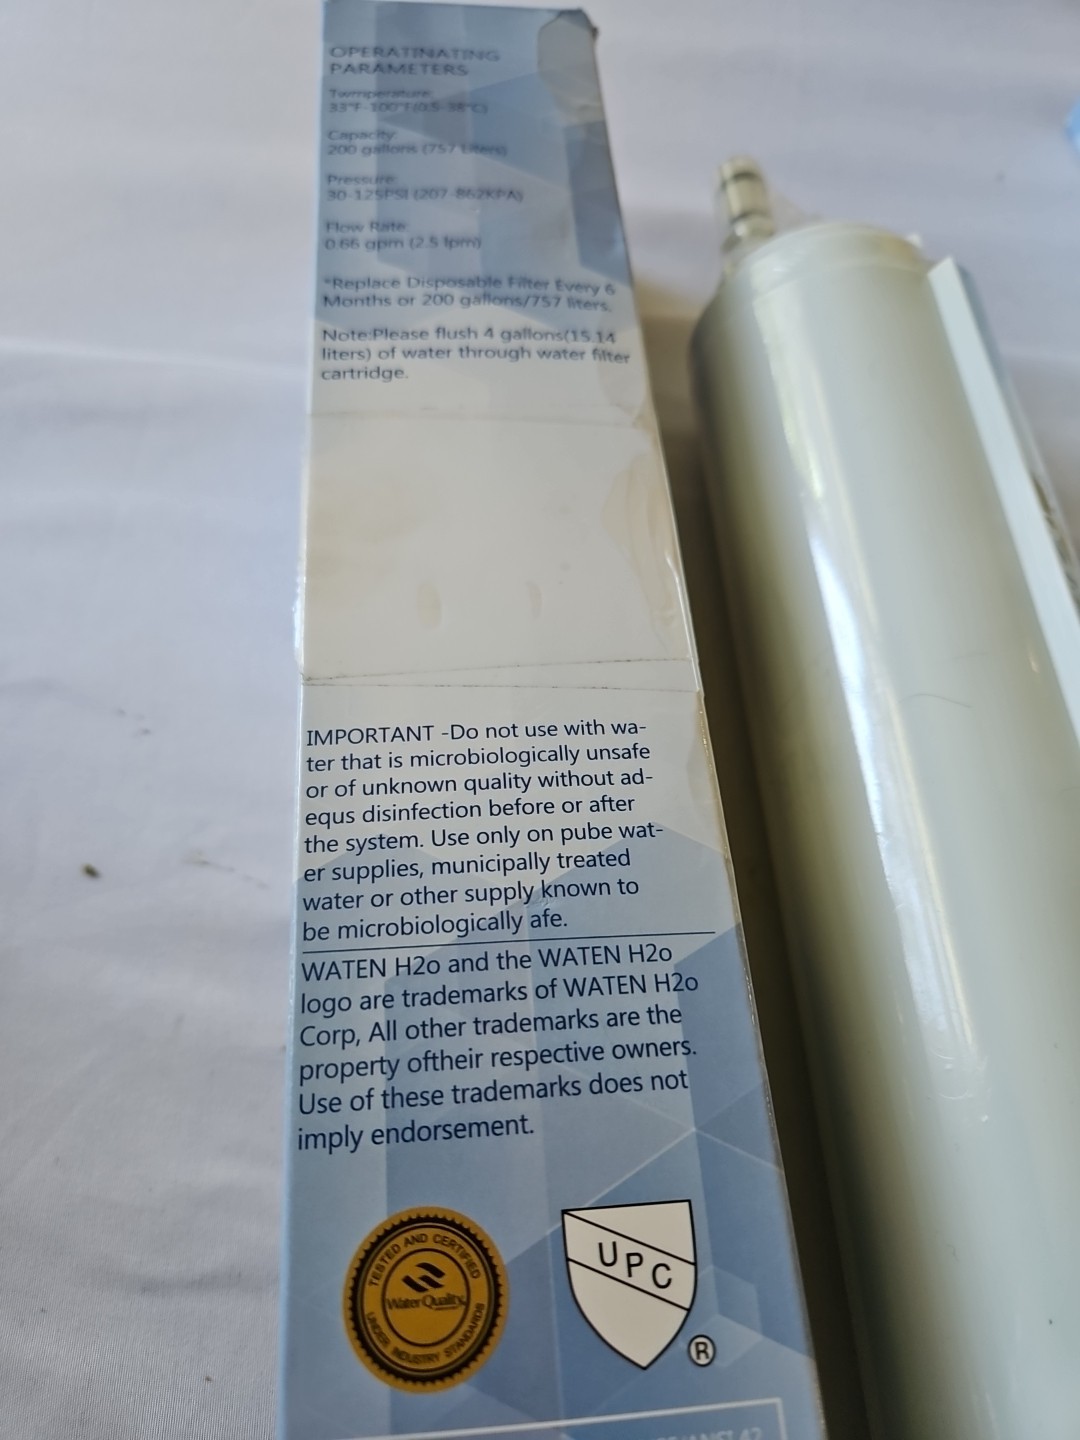 OPERATINATING
PARAMETERS
Twmperature:
33°F-100°F(0.5-38°C)
Capacity:
200 gallons (757 Liters)
Pressure:
30-125PSI (207-862KPA)
Flow Rate:
0.66 gpm (2.5 lpm)
*Replace Disposable Filter Every 6
Months or 200 gallons/757 liters.
Note:Please flush 4 gallons(15.14
liters) of water through water filter
cartridge.
IMPORTANT -Do not use with wa-
ter that is microbiologically unsafe
or of unknown quality without ad-
equs disinfection before or after
the system. Use only on pube wat-
er supplies, municipally treated
water or other supply known to
be microbiologically afe.
WATEN H2o and the WATEN H2o
logo are trademarks of WATEN H2o
Corp, All other trademarks are the
property oftheir respective owners.
Use of these trademarks does not
imply endorsement.
TESTED AND CERTIFIED
Water Quality
UNDER INDUSTRY STANDARDS
UPC
®